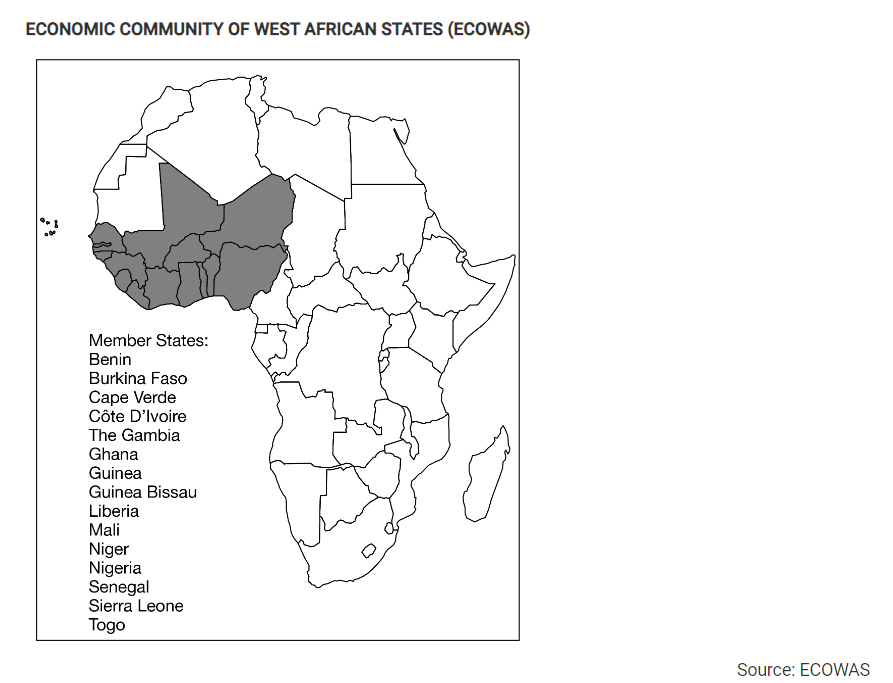 ECONOMIC COMMUNITY OF WEST AFRICAN STATES (ECOWAS)
Member States:
Benin
Burkina Faso
Cape Verde
Côte D'Ivoire
The Gambia
Ghana
Guinea
Guinea Bissau
Liberia
Mali
Niger
Nigeria
Senegal
Sierra Leone
Togo
Source: ECOWAS